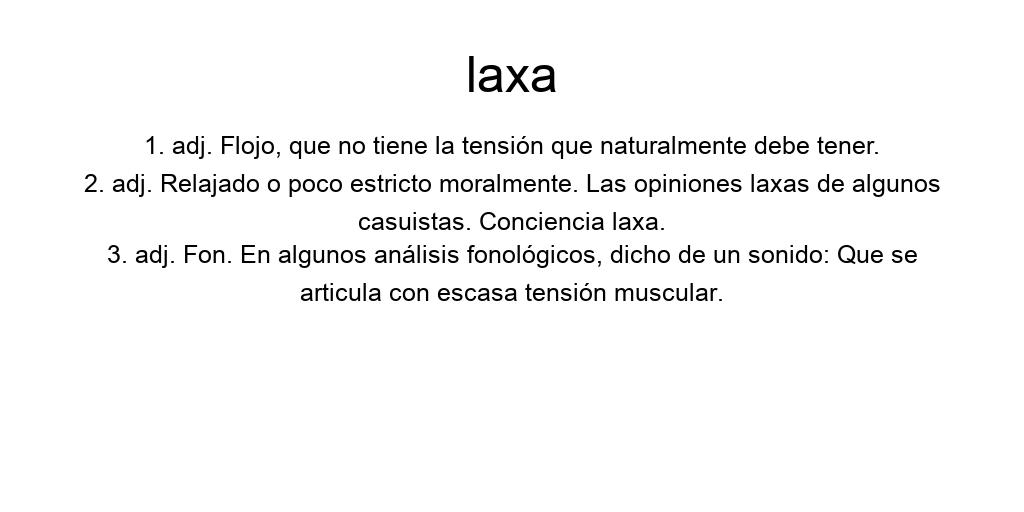 laxa
1. adj. Flojo, que no tiene la tensión que naturalmente debe tener.
2. adj. Relajado o poco estricto moralmente. Las opiniones laxas de algunos
casuistas. Conciencia laxa.
3. adj. Fon. En algunos análisis fonológicos, dicho de un sonido: Que se
articula con escasa tensión muscular.